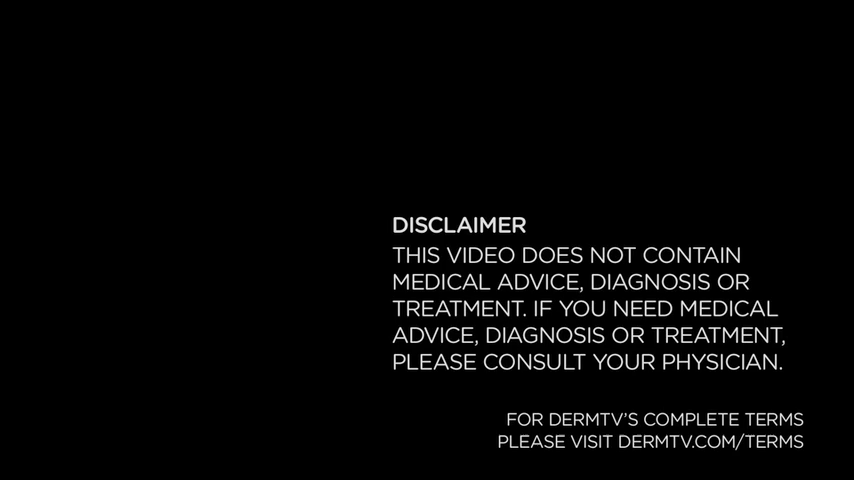 DISCLAIMER
THIS VIDEO DOES NOT CONTAIN
MEDICAL ADVICE, DIAGNOSIS OR
TREATMENT. IF YOU NEED MEDICAL
ADVICE, DIAGNOSIS OR TREATMENT,
PLEASE CONSULT YOUR PHYSICIAN.
FOR DERMTV'S COMPLETE TERMS
PLEASE VISIT DERMTV.COM/TERMS